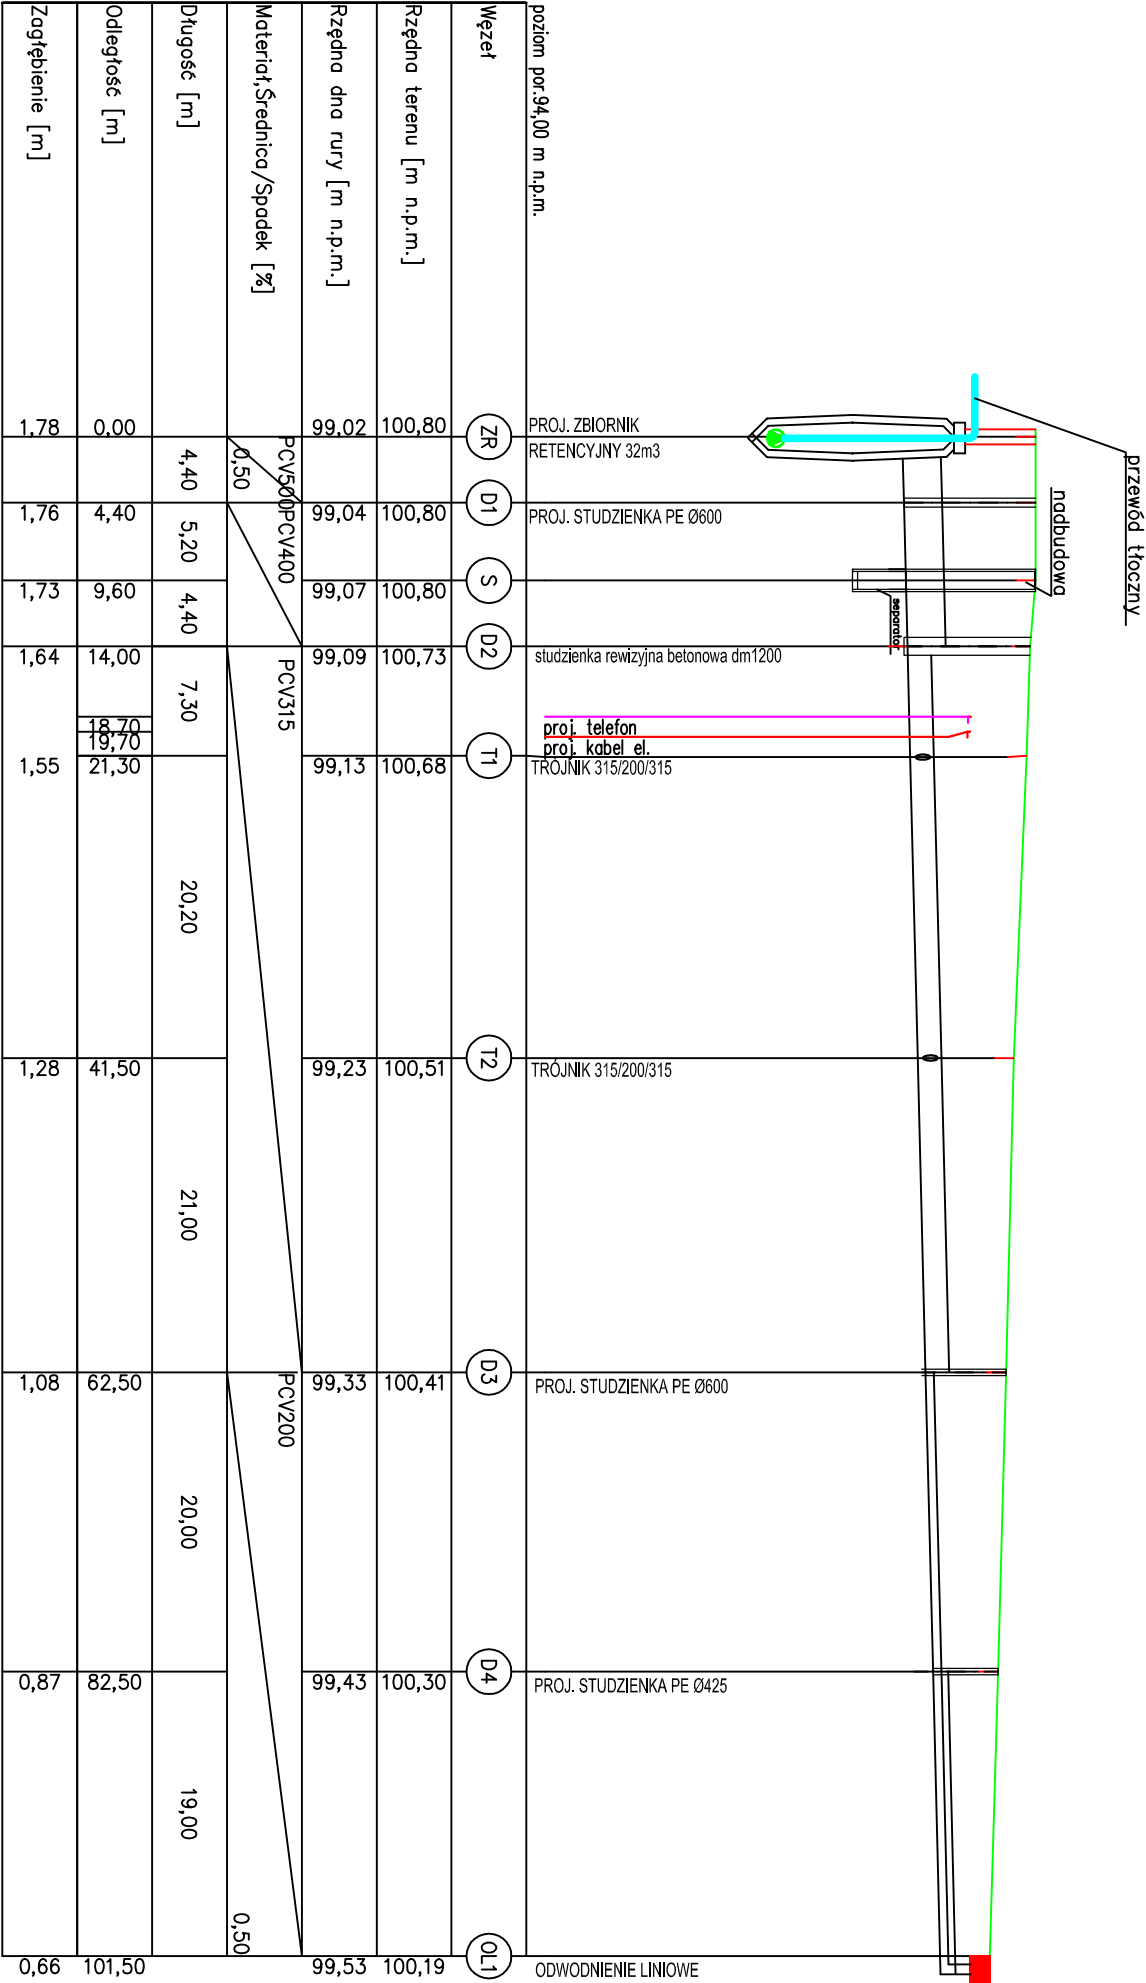 przewód tłoczny
nadbudowa
separator
poziom por.94,00 m n.p.m.
PROJ. ZBIORNIK
RETENCYJNY 32m3
PROJ. STUDZIENKA PE Ø600
studzienka rewizyjna betonowa dm1200
proj. telefon
proj. kabel el.
TRÓJNIK 315/200/315
TRÓJNIK 315/200/315
PROJ. STUDZIENKA PE Ø600
PROJ. STUDZIENKA PE Ø425
ODWODNIENIE LINIOWE
Węzeł ZR D1 S D2 T1 T2 D3 D4 OL1
Rzędna terenu [m n.p.m.] 100,80 100,80 100,80 100,73 100,68 100,51 100,41 100,30 100,19
Rzędna dna rury [m n.p.m.] 99,02 99,04 99,07 99,09 99,13 99,23 99,33 99,43 99,53
Materiał,Średnica/Spadek [%] PCV500 PCV400 PCV315 PCV200
0,50 0,50
Długość [m] 4,40 5,20 4,40 7,30 20,20 21,00 20,00 19,00
Odległość [m] 0,00 4,40 9,60 14,00 18,70 19,70 21,30 41,50 62,50 82,50 101,50
Zagłębienie [m] 1,78 1,76 1,73 1,64 1,55 1,28 1,08 0,87 0,66